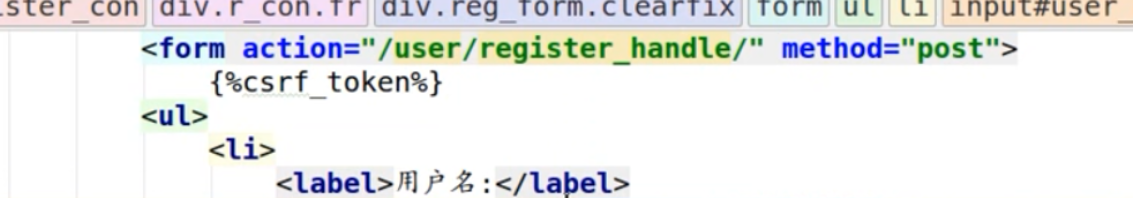 ster_con div.r_con.fr div.reg_form.clearfix form ul li input#user_
<form action="/user/register_handle/" method="post">
{%csrf_token%}
<ul>
<li>
<label>用户名:</label>